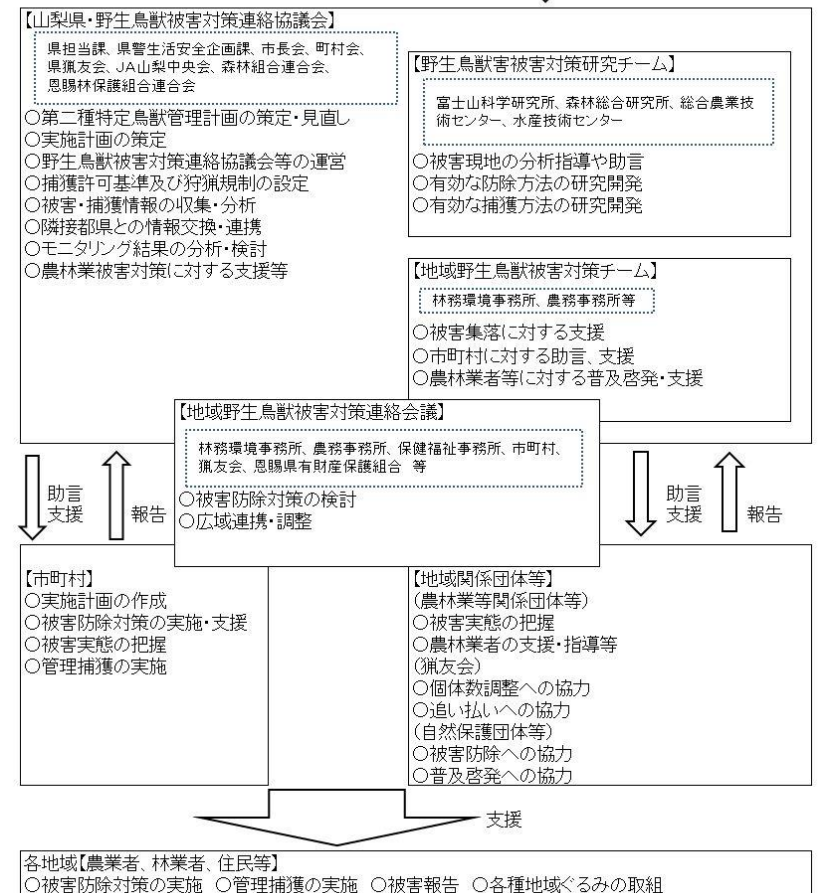 【山梨県・野生鳥獣被害対策連絡協議会】
県担当課、県警生活安全企画課、市長会、町村会、
県猟友会、JA山梨中央会、森林組合連合会、
恩賜林保護組合連合会
○第二種特定鳥獣管理計画の策定・見直し
○実施計画の策定
○野生鳥獣被害対策連絡協議会等の運営
○捕獲許可基準及び狩猟規制の設定
○被害・捕獲情報の収集・分析
○隣接都県との情報交換・連携
○モニタリング結果の分析・検討
○農林業被害対策に対する支援等
【野生鳥獣害被害対策研究チーム】
富士山科学研究所、森林総合研究所、総合農業技
術センター、水産技術センター
○被害現地の分析指導や助言
○有効な防除方法の研究開発
○有効な捕獲方法の研究開発
【地域野生鳥獣被害対策チーム】
林務環境事務所、農務事務所等
○被害集落に対する支援
○市町村に対する助言、支援
○農林業者等に対する普及啓発・支援
【地域野生鳥獣被害対策連絡会議】
林務環境事務所、農務事務所、保健福祉事務所、市町村、
猟友会、恩賜県有財産保護組合 等
○被害防除対策の検討
○広域連携・調整
助言
支援
報告
助言
支援
報告
【市町村】
○実施計画の作成
○被害防除対策の実施・支援
○被害実態の把握
○管理捕獲の実施
【地域関係団体等】
(農林業等関係団体等)
○被害実態の把握
○農林業者の支援・指導等
(猟友会)
○個体数調整への協力
○追い払いへの協力
(自然保護団体等)
○被害防除への協力
○普及啓発への協力
支援
各地域【農業者、林業者、住民等】
○被害防除対策の実施 ○管理捕獲の実施 ○被害報告 ○各種地域ぐるみの取組